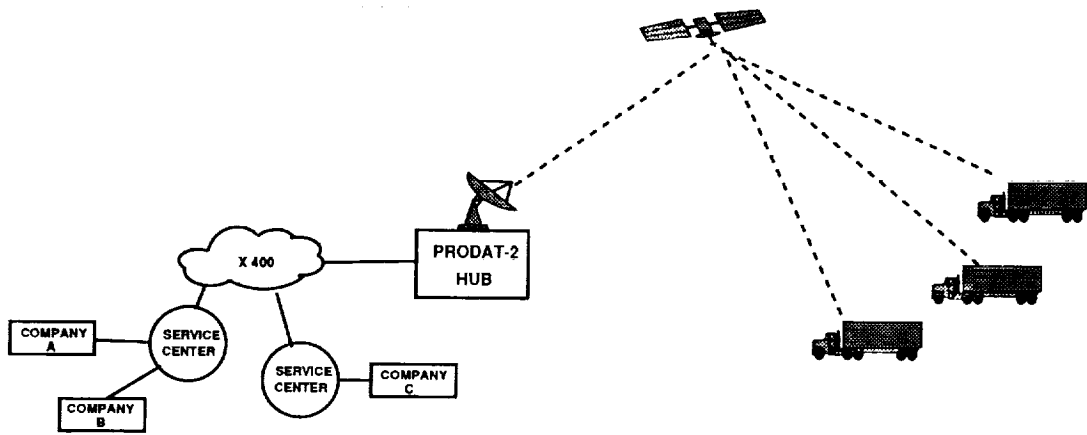 PRODAT-2
HUB
X 400
COMPANY
A
SERVICE
CENTER
COMPANY
B
SERVICE
CENTER
COMPANY
C